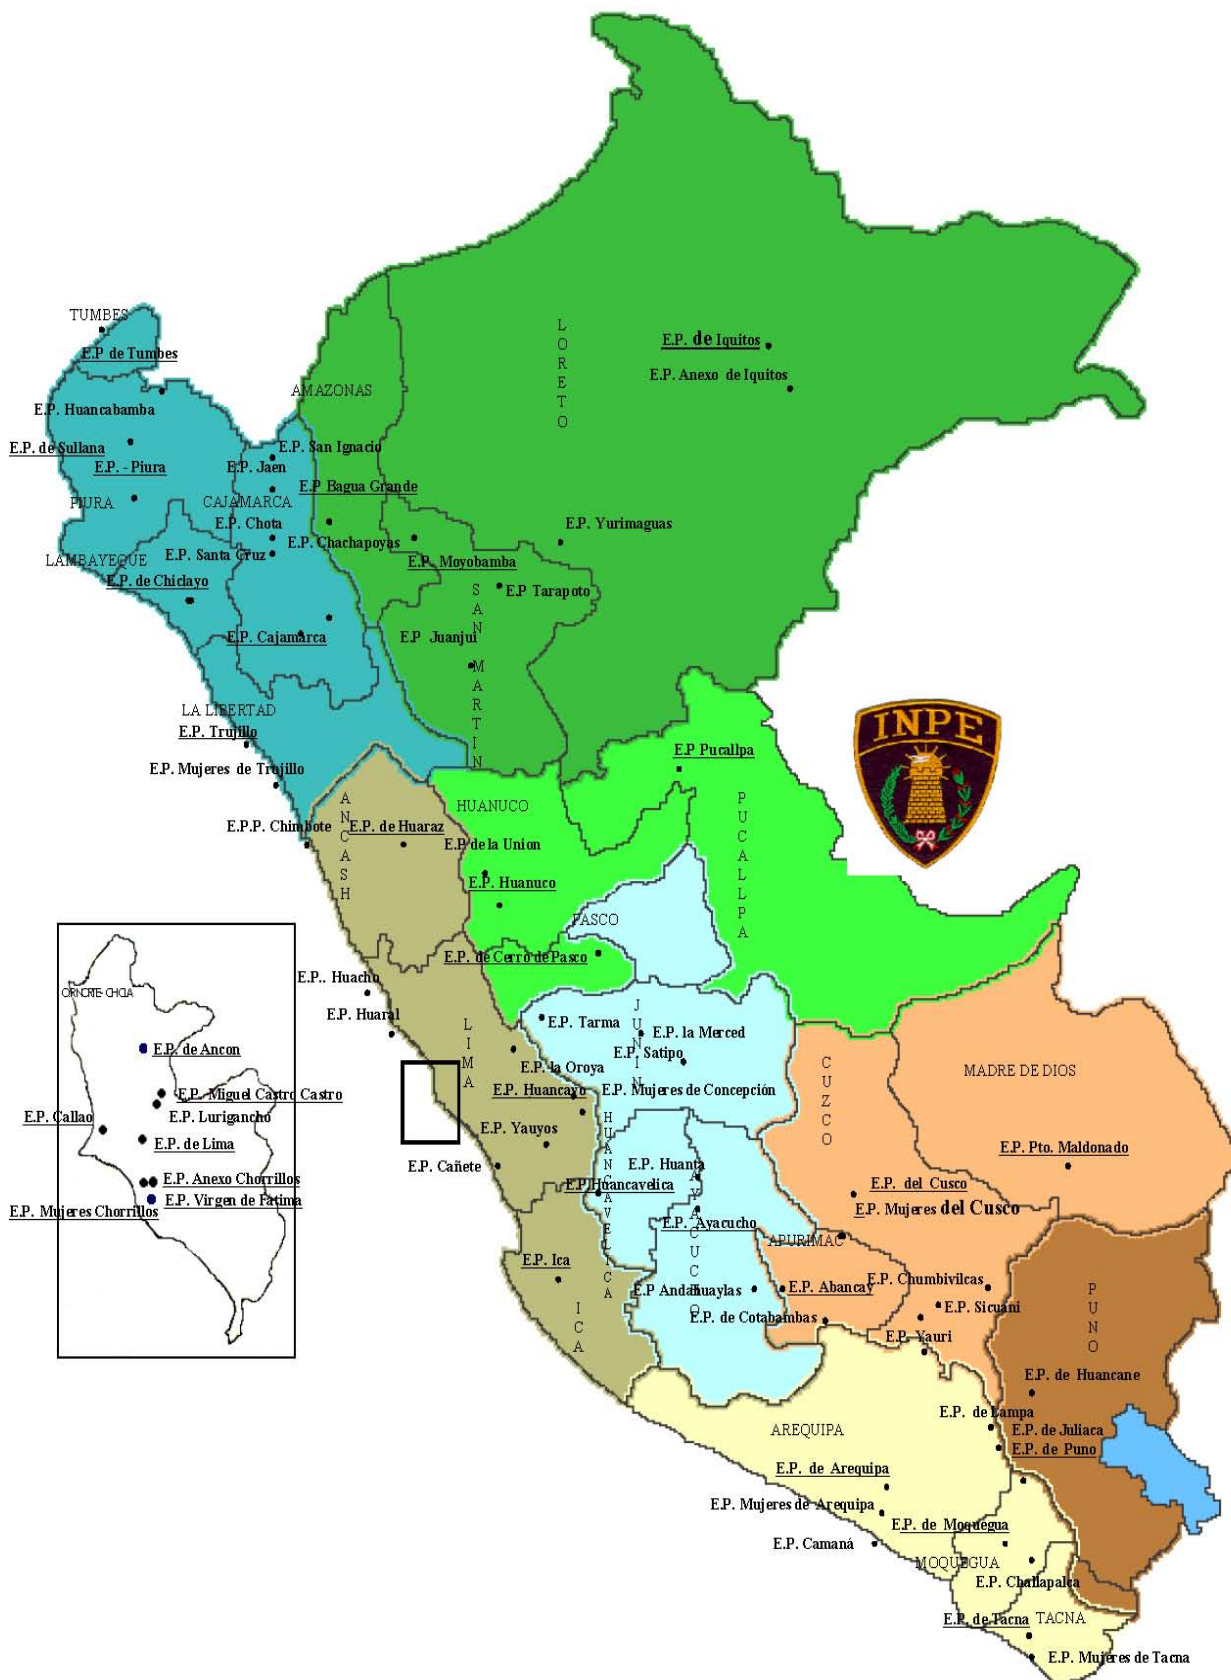 TUMBES
E.P de Tumbes
LORETO
E.P. de Iquitos
E.P. Anexo de Iquitos
AMAZONAS
E.P. Huancabamba
E.P. de Sullana
E.P. San Ignacio
E.P. - Piura
E.P. Jaen
E.P Bagua Grande
PIURA
CAJAMARCA
E.P. Chota
E.P. Yurimaguas
E.P. Chachapoyas
LAMBAYEQUE
E.P. Santa Cruz
E.P. Moyobamba
E.P. de Chiclayo
E.P Tarapoto
SAN MARTIN
E.P. Cajamarca
E.P Juanjui
LA LIBERTAD
E.P. Trujillo
E.P. Mujeres de Trojillo
INPE
E.P Pucallpa
PUCALLPA
ANCASH
HUANUCO
E.P.P. Chimbote
E.P. de Huaraz
E.P de la Union
E.P. Huanuco
PASCO
E.P. de Cerro de Pasco
E.P.. Huacho
E.P. Huaral
LIMA
JUNIN
E.P. Tarma
E.P. la Merced
E.P. Satipo
E.P. la Oroya
E.P. Huancayo
E.P. Mujeres de Concepción
CUZCO
MADRE DE DIOS
E.P. de Ancon
E.P. Miguel Castro Castro
E.P. Lurigancho
E.P. Callao
E.P. de Lima
E.P. Anexo Chorrillos
E.P. Virgen de Fatima
E.P. Mujeres Chorrillos
HUANCAVELICA
E.P. Yauyos
E.P. Cañete
E.P. Huanta
E.P. Pto. Maldonado
E.P. Huancavelica
AYACUCHO
E.P. del Cusco
E.P. Mujeres del Cusco
E.P. Ayacucho
APURIMAC
E.P. Ica
ICA
E.P Andahuaylas
E.P. Abancay
E.P. Chumbivilcas
E.P. Sicuani
E.P. de Cotabambas
E.P. Yauri
PUNO
E.P. de Huancane
E.P. de Lampa
E.P. de Juliaca
E.P. de Puno
AREQUIPA
E.P. de Arequipa
E.P. Mujeres de Arequipa
E.P. de Moquegua
E.P. Camaná
MOQUEGUA
E.P. Challapalca
E.P. de Tacna
TACNA
E.P. Mujeres de Tacna